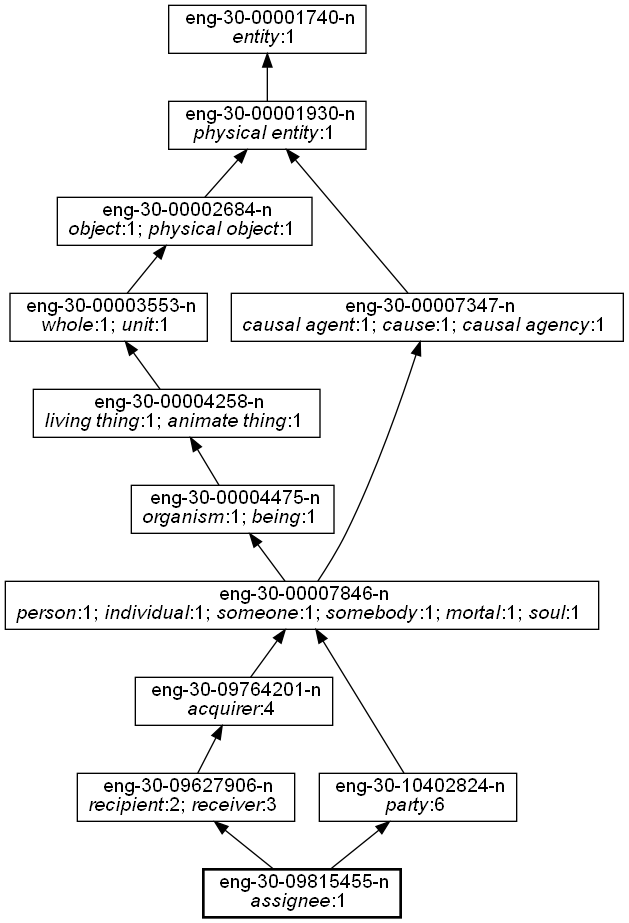 eng-30-00001740-n
entity:1
eng-30-00001930-n
physical entity:1
eng-30-00002684-n
object:1; physical object:1
eng-30-00003553-n
whole:1; unit:1
eng-30-00007347-n
causal agent:1; cause:1; causal agency:1
eng-30-00004258-n
living thing:1; animate thing:1
eng-30-00004475-n
organism:1; being:1
eng-30-00007846-n
person:1; individual:1; someone:1; somebody:1; mortal:1; soul:1
eng-30-09764201-n
acquirer:4
eng-30-09627906-n
recipient:2; receiver:3
eng-30-10402824-n
party:6
eng-30-09815455-n
assignee:1